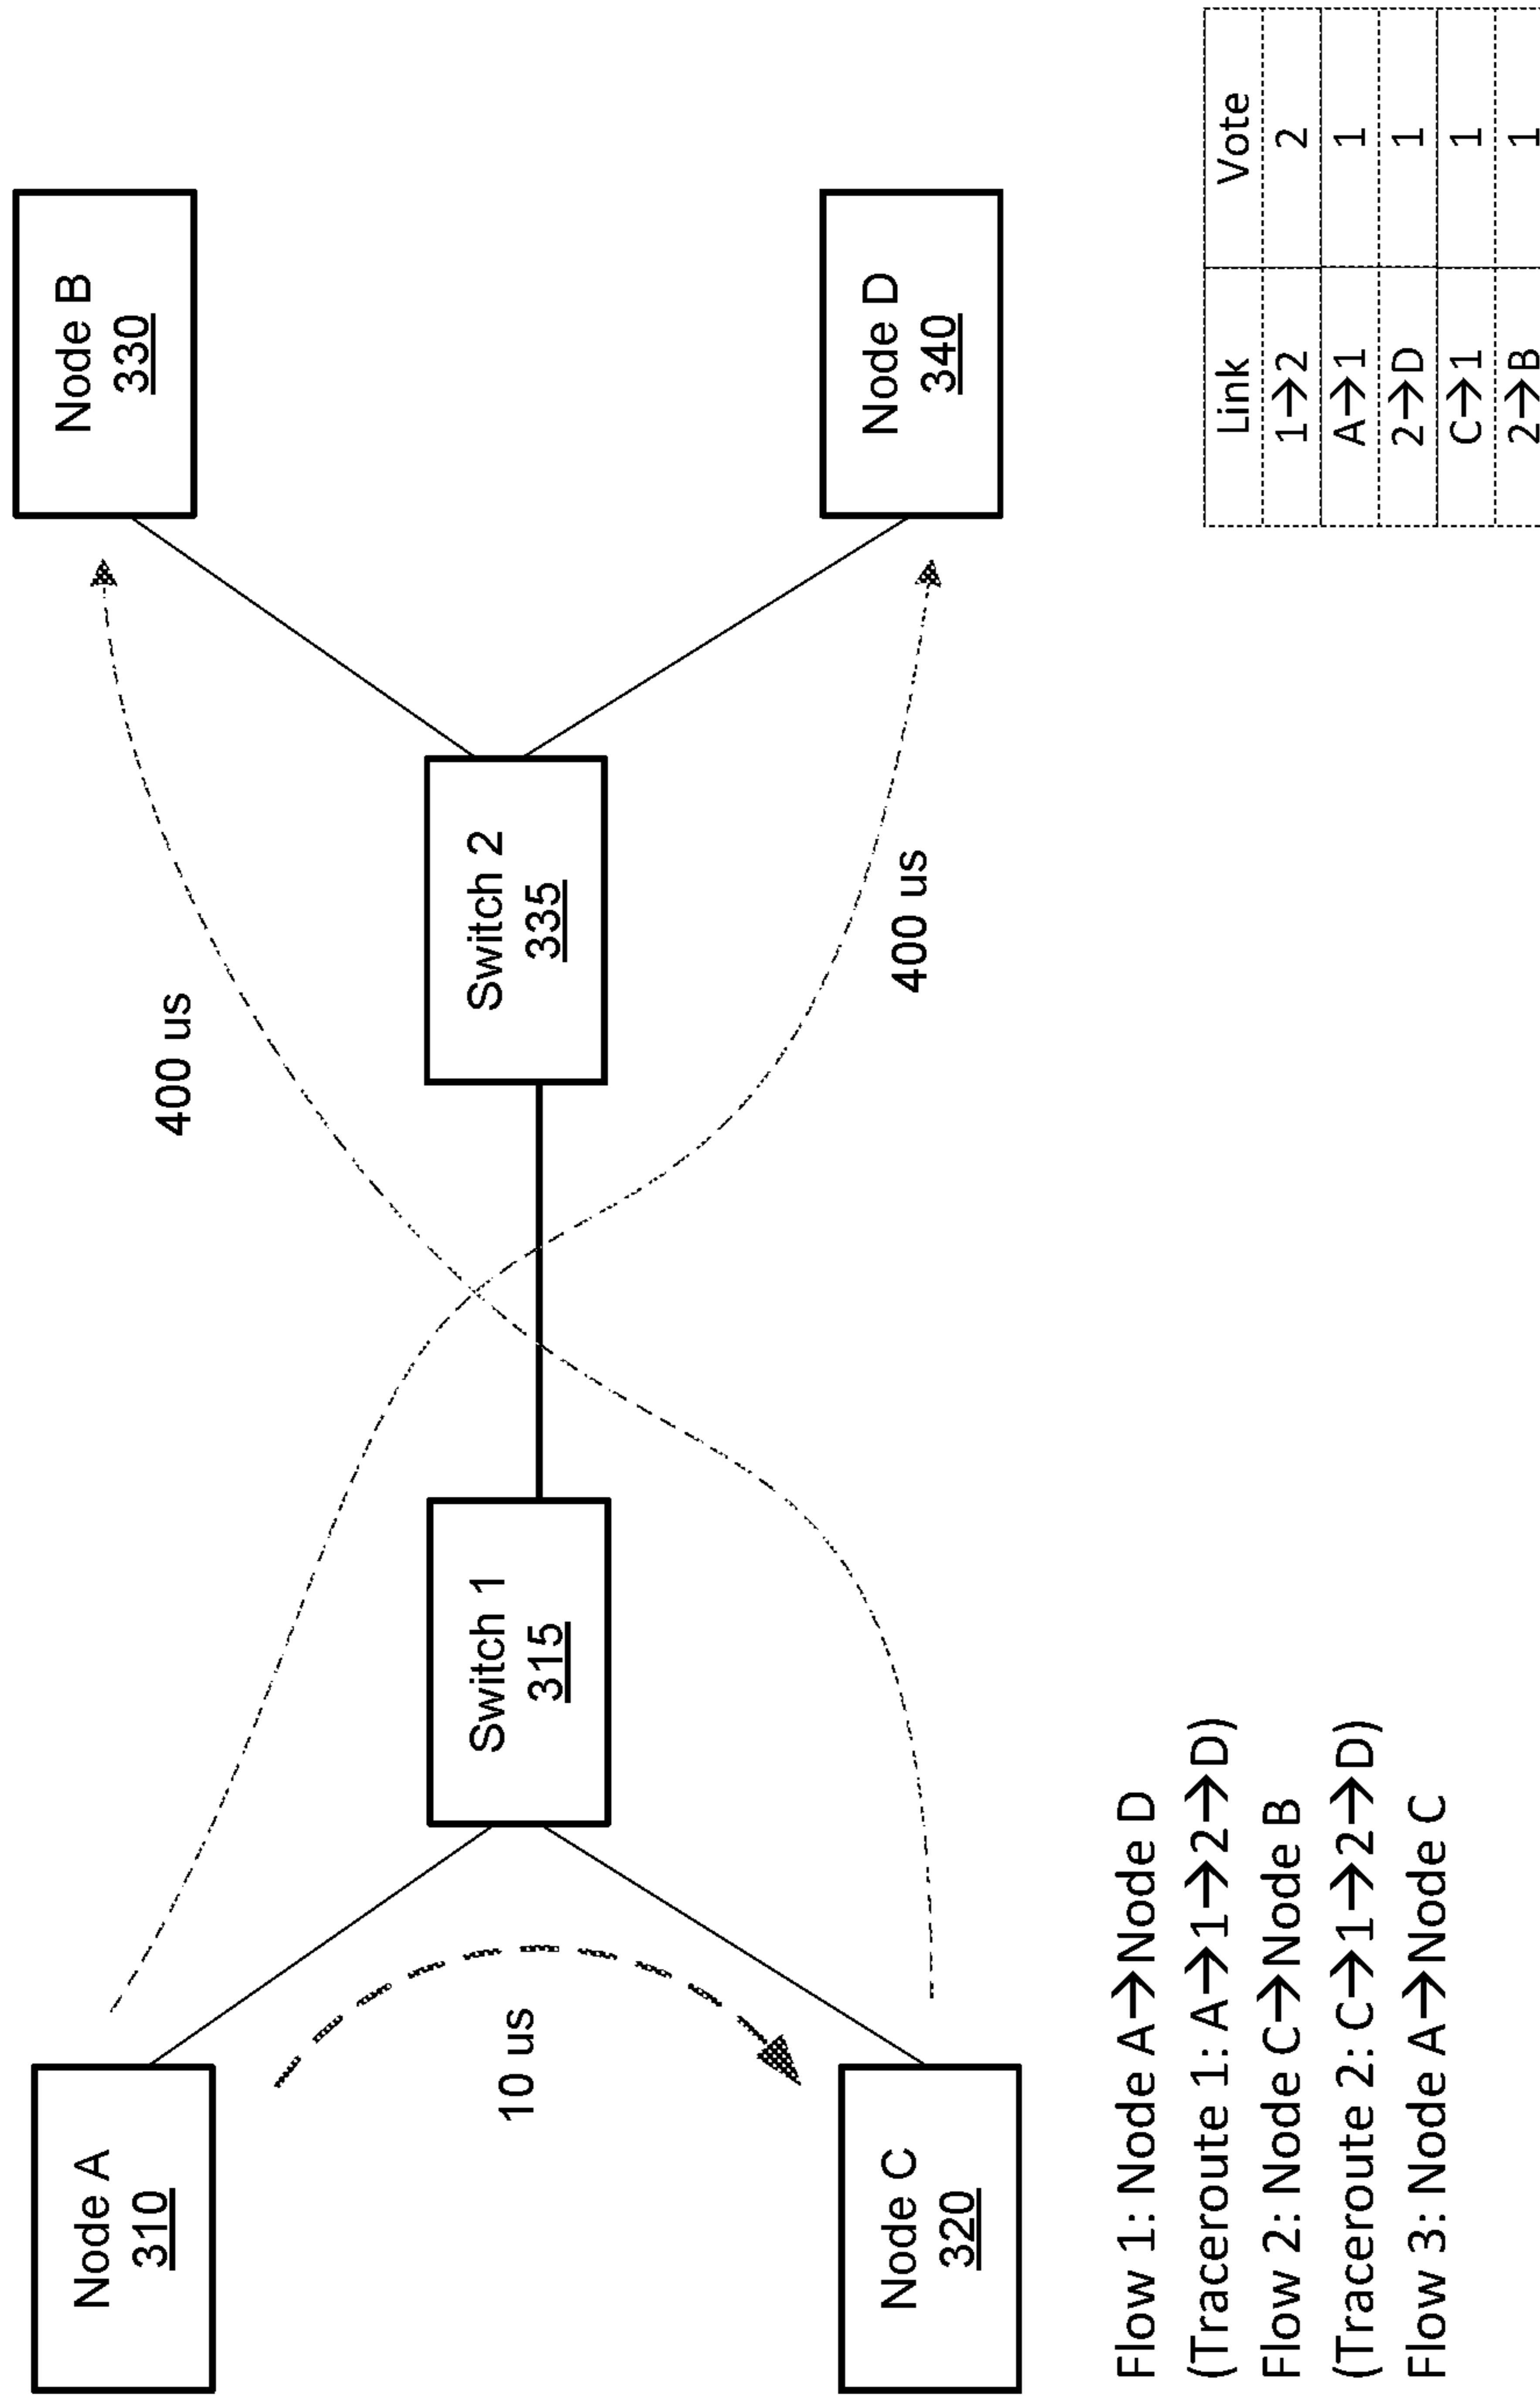 Node A
310
Node B
330
400 us
Switch 1
315
Switch 2
335
10 us
400 us
Node C
320
Node D
340
Flow 1: Node A→Node D
(Traceroute 1: A→1→2→D)
Flow 2: Node C→Node B
(Traceroute 2: C→1→2→D)
Flow 3: Node A→Node C
Link Vote
1→2 2
A→1 1
2→D 1
C→1 1
2→B 1